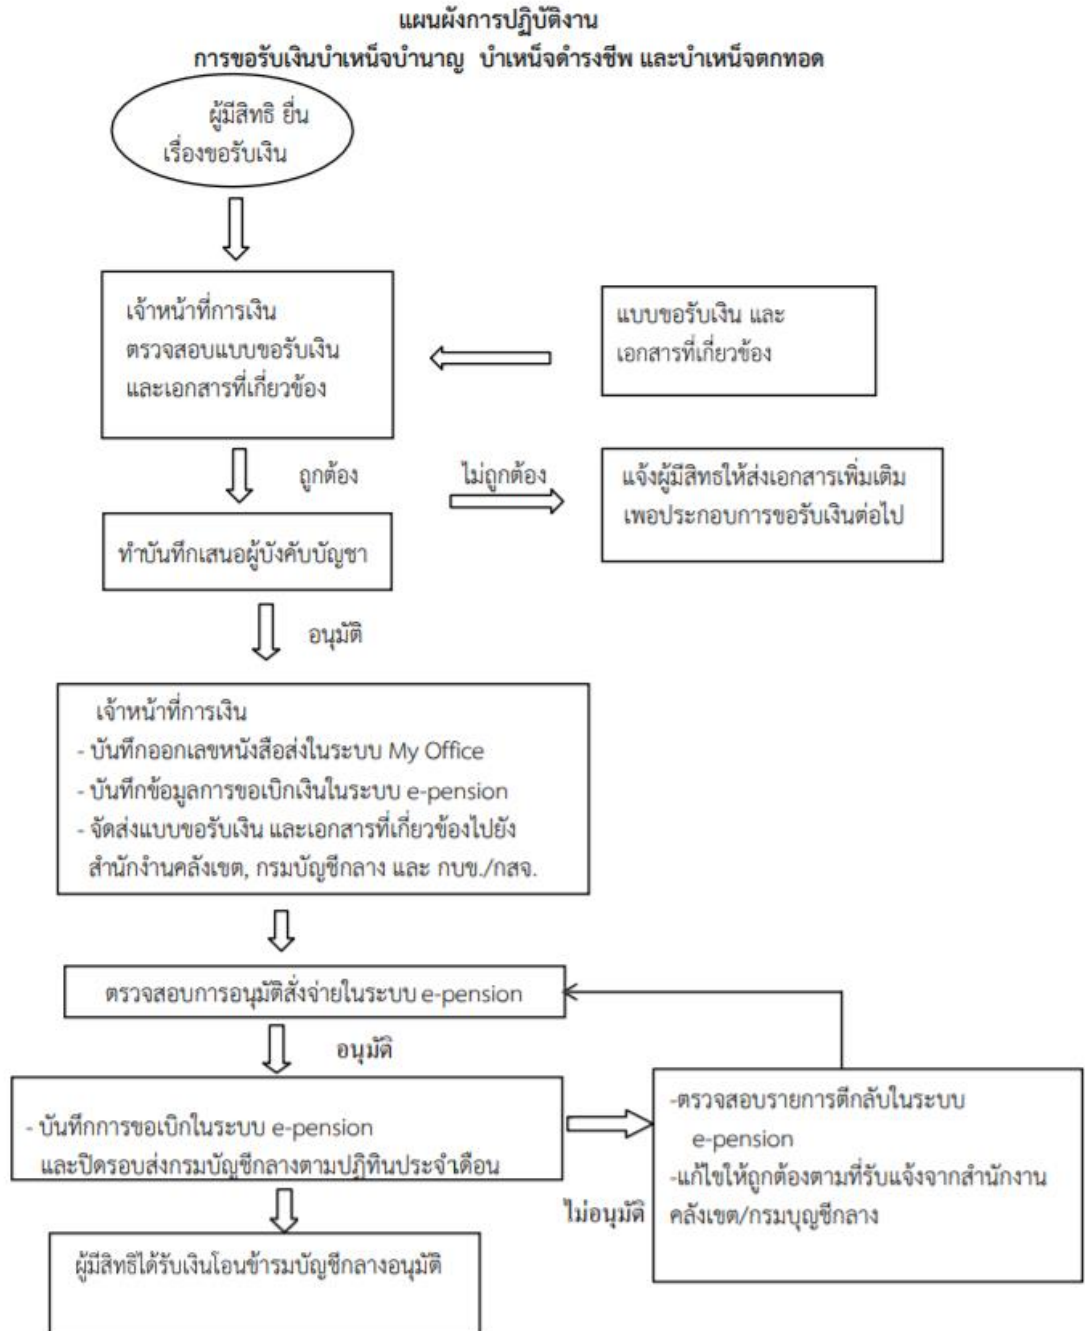 แผนผังการปฏิบัติงาน
การขอรับเงินบำเหน็จบำนาญ บำเหน็จดำรงชีพ และบำเหน็จตกทอด
ผู้มีสิทธิ ยื่น
เรื่องขอรับเงิน
เจ้าหน้าที่การเงิน
ตรวจสอบแบบขอรับเงิน
และเอกสารที่เกี่ยวข้อง
แบบขอรับเงิน และ
เอกสารที่เกี่ยวข้อง
ถูกต้อง
ไม่ถูกต้อง
แจ้งผู้มีสิทธให้ส่งเอกสารเพิ่มเติม
เพอประกอบการขอรับเงินต่อไป
ทำบันทึกเสนอผู้บังคับบัญชา
อนุมัติ
เจ้าหน้าที่การเงิน
- บันทึกออกเลขหนังสือส่งในระบบ My Office
- บันทึกข้อมูลการขอเบิกเงินในระบบ e-pension
- จัดส่งแบบขอรับเงิน และเอกสารที่เกี่ยวข้องไปยัง
สำนักงำนคลังเขต, กรมบัญชีกลาง และ กบข./กสจ.
ตรวจสอบการอนุมัติสั่งจ่ายในระบบ e-pension
อนุมัติ
- บันทึกการขอเบิกในระบบ e-pension
และปิดรอบส่งกรมบัญชีกลางตามปฏิทินประจำเดือน
ไม่อนุมัติ
-ตรวจสอบรายการตีกลับในระบบ
e-pension
-แก้ไขให้ถูกต้องตามที่รับแจ้งจากสำนักงาน
คลังเขต/กรมบุญชีกลาง
ผู้มีสิทธิได้รับเงินโอนข้ารมบัญชีกลางอนุมัติ